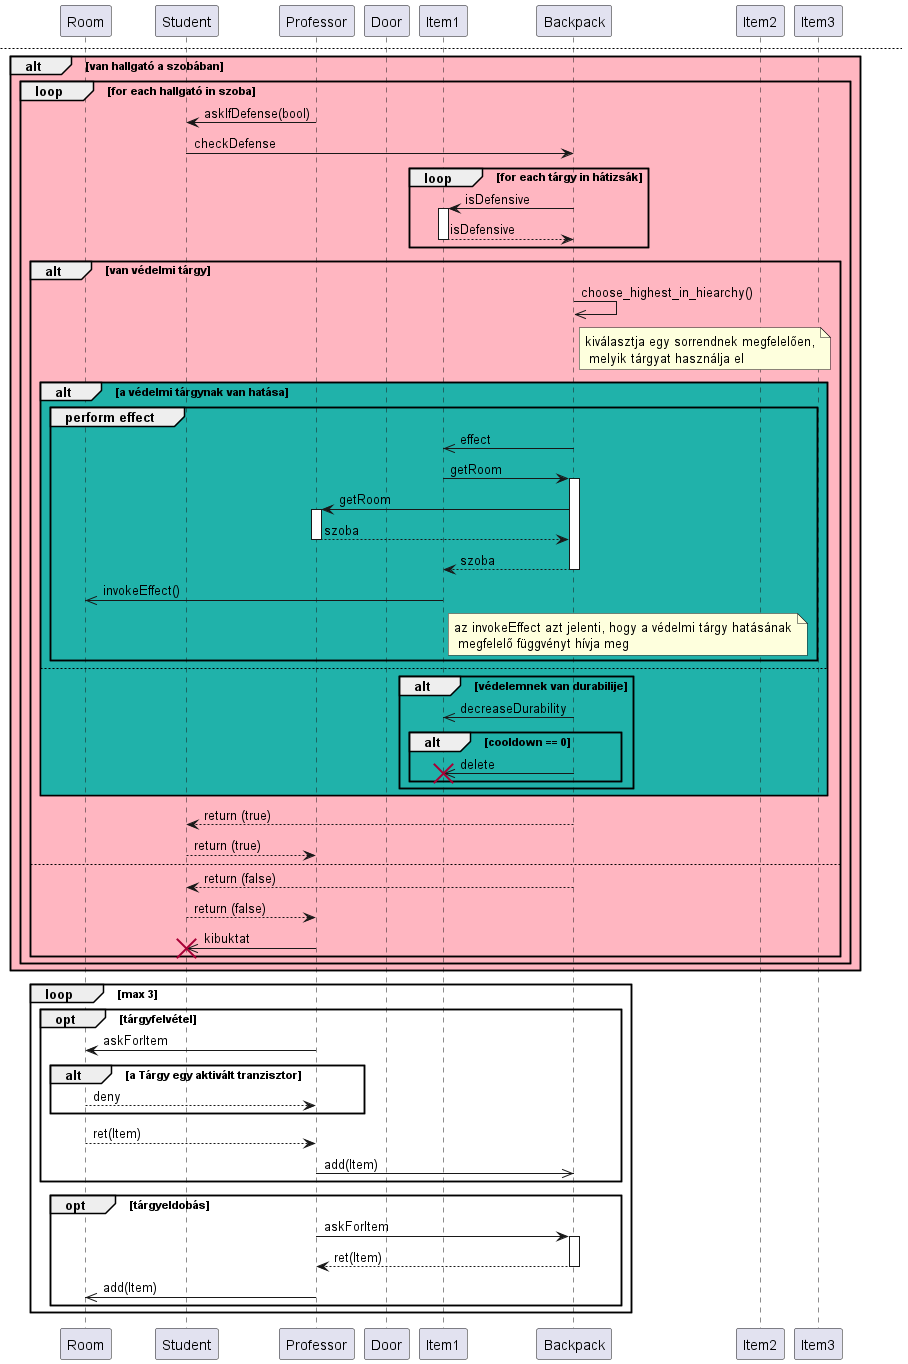 Room Student Professor Door Item1 Backpack Item2 Item3
alt [van hallgató a szobában]
loop [for each hallgató in szoba]
askIfDefense(bool)
checkDefense
loop [for each tárgy in hátizsák]
isDefensive
isDefensive
alt [van védelmi tárgy]
choose_highest_in_hiearchy()
kiválasztja egy sorrendnek megfelelően,
melyik tárgyat használja el
alt [a védelmi tárgynak van hatása]
perform effect
effect
getRoom
getRoom
szoba
szoba
invokeEffect()
az invokeEffect azt jelenti, hogy a védelmi tárgy hatásának
megfelelő függvényt hívja meg
alt [védelemnek van durabilije]
decreaseDurability
alt [cooldown == 0]
delete
return (true)
return (true)
return (false)
return (false)
kibuktat
loop [max 3]
opt [tárgyfelvétel]
askForItem
alt [a Tárgy egy aktivált tranzisztor]
deny
ret(Item)
add(Item)
opt [tárgyeldobás]
askForItem
ret(Item)
add(Item)
Room Student Professor Door Item1 Backpack Item2 Item3